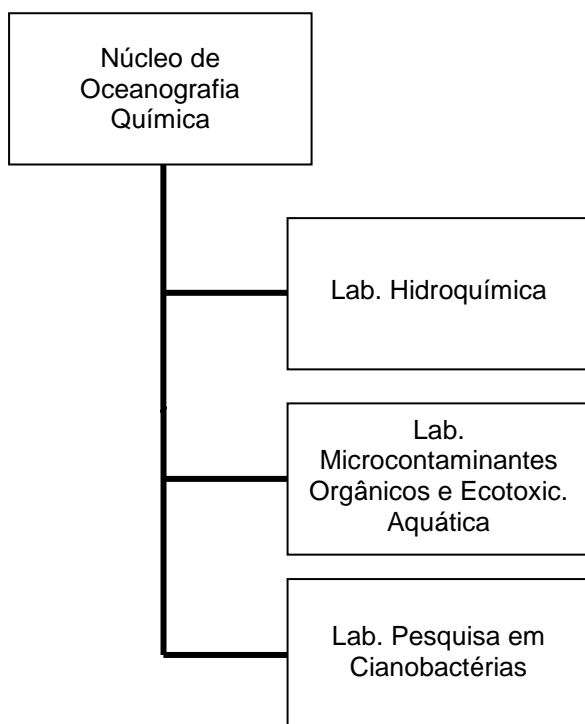 Núcleo de
Oceanografia
Química
Lab. Hidroquímica
Lab.
Microcontaminantes
Orgânicos e Ecotoxic.
Aquática
Lab. Pesquisa em
Cianobactérias